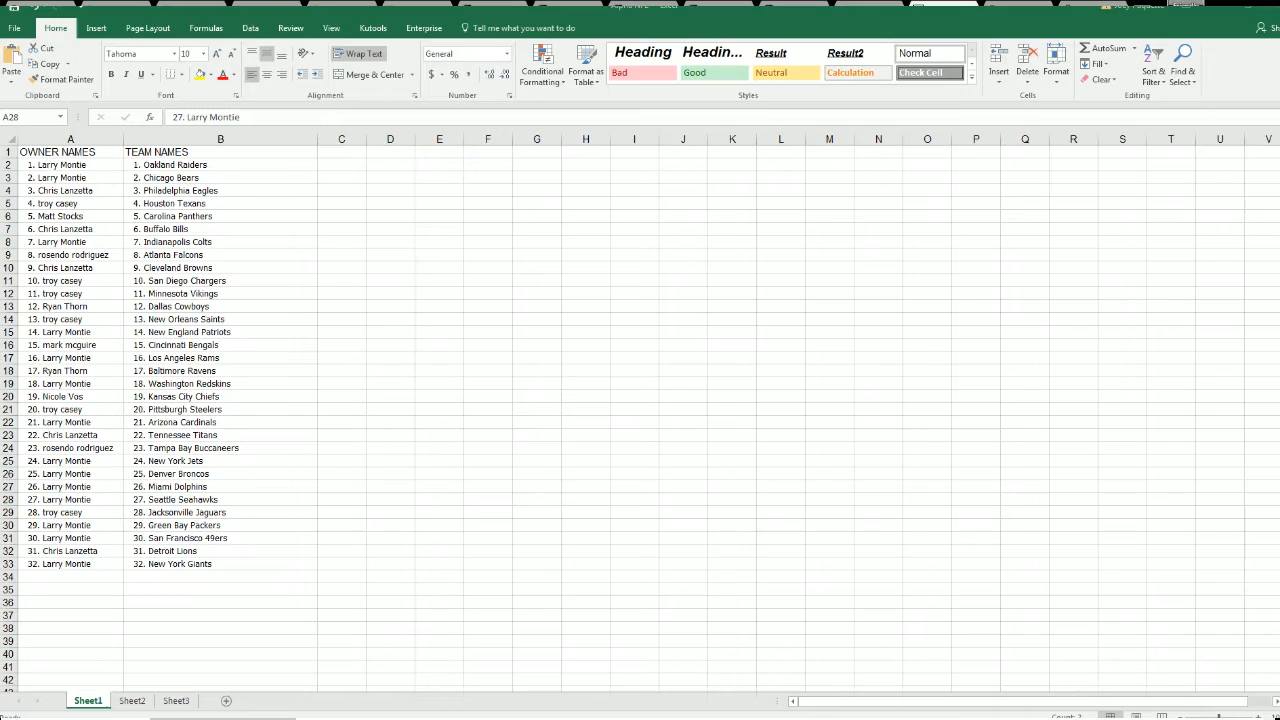 File Home Insert Page Layout Formulas Data Review View Kutools Enterprise Tell me what you want to do
Paste Cut Copy Format Painter Clipboard
Tahoma 10 Font
Wrap Text Merge & Center Alignment
General $ % , Number
Conditional Formatting Format as Table
Heading Headin... Result Result2 Normal
Bad Good Neutral Calculation Check Cell
Styles
Insert Delete Format Cells
AutoSum Fill Clear Sort & Filter Find & Select Editing
A28 27. Larry Montie
A B C D E F G H I J K L M N O P Q R S T U V
1 OWNER NAMES TEAM NAMES
2 1. Larry Montie 1. Oakland Raiders
3 2. Larry Montie 2. Chicago Bears
4 3. Chris Lanzetta 3. Philadelphia Eagles
5 4. troy casey 4. Houston Texans
6 5. Matt Stocks 5. Carolina Panthers
7 6. Chris Lanzetta 6. Buffalo Bills
8 7. Larry Montie 7. Indianapolis Colts
9 8. rosendo rodriguez 8. Atlanta Falcons
10 9. Chris Lanzetta 9. Cleveland Browns
11 10. troy casey 10. San Diego Chargers
12 11. troy casey 11. Minnesota Vikings
13 12. Ryan Thorn 12. Dallas Cowboys
14 13. troy casey 13. New Orleans Saints
15 14. Larry Montie 14. New England Patriots
16 15. mark mcguire 15. Cincinnati Bengals
17 16. Larry Montie 16. Los Angeles Rams
18 17. Ryan Thorn 17. Baltimore Ravens
19 18. Larry Montie 18. Washington Redskins
20 19. Nicole Vos 19. Kansas City Chiefs
21 20. troy casey 20. Pittsburgh Steelers
22 21. Larry Montie 21. Arizona Cardinals
23 22. Chris Lanzetta 22. Tennessee Titans
24 23. rosendo rodriguez 23. Tampa Bay Buccaneers
25 24. Larry Montie 24. New York Jets
26 25. Larry Montie 25. Denver Broncos
27 26. Larry Montie 26. Miami Dolphins
28 27. Larry Montie 27. Seattle Seahawks
29 28. troy casey 28. Jacksonville Jaguars
30 29. Larry Montie 29. Green Bay Packers
31 30. Larry Montie 30. San Francisco 49ers
32 31. Chris Lanzetta 31. Detroit Lions
33 32. Larry Montie 32. New York Giants
34
35
36
37
38
39
40
41
42
Sheet1 Sheet2 Sheet3